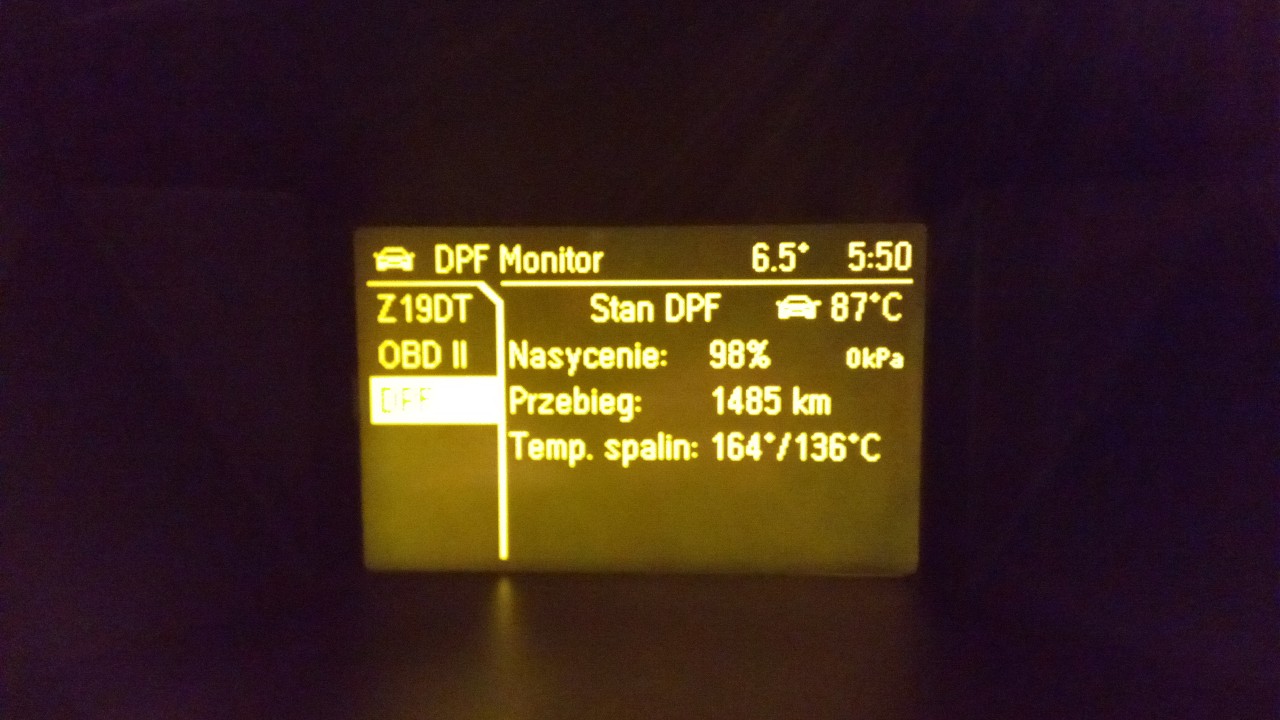 DPF Monitor 6.5° 5:50
Z19DT Stan DPF 87°C
OBD II Nasycenie: 98% 0kPa
DPF Przebieg: 1485 km
Temp. spalin: 164°/136°C